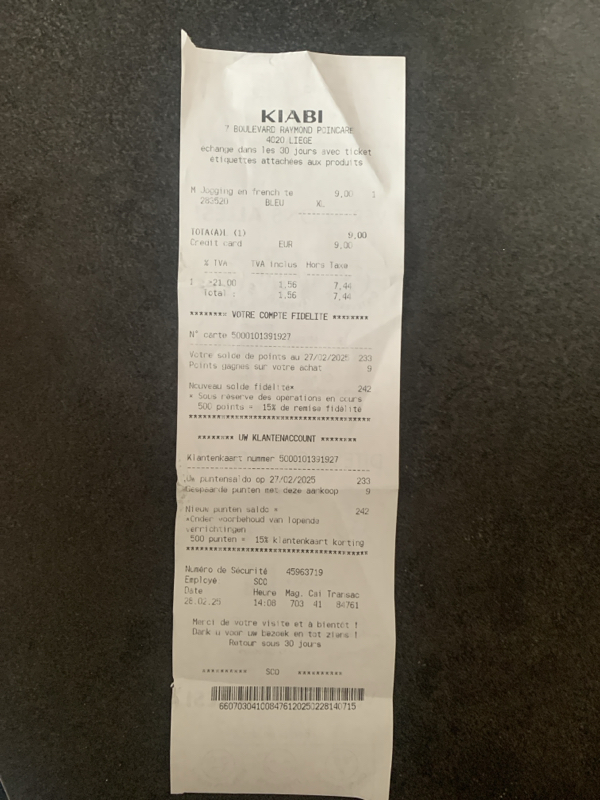 KIABI
7 BOULEVARD RAYMOND POINCARE
4020 LIEGE
echange dans les 30 jours avec ticket
étiquettes attachées aux produits
M Jogging en french te 9,00 1
282520 BLEU XL
------------
TOTA(A)L (1) 9,00
Credit card EUR 9,00
% TVA TVA inclus Hors Taxe
1 -21,00 1,56 7,44
Total : 1,56 7,44
******** VOTRE COMPTE FIDELITE ********
N° carte 5000101391927
Votre solde de points au 27/02/2025 233
Points gagnes sur votre achat 9
Nouveau solde fidélité* 242
* Sous réserve des operations en cours
500 points = 15% de remise fidélité
******** UW KLANTENACCOUNT ********
Klantenkaart nummer 5000101391927
Uw puntensaldo op 27/02/2025 233
Gespaarde punten met deze aankoop 9
Nieuw punten saldo * 242
*Onder voorbehoud van lopende
verrichtingen
500 punten = 15% klantenkaart korting
Numéro de Sécurité 45963719
Employé SCO
Date Heure Mag. Cai Transac
28.02.25 14:08 703 41 84761
Merci de votre visite et à bientôt !
Dank u voor uw bezoek en tot ziens !
Retour sous 30 jours
********** SCO **********
660703041008476120250228140715